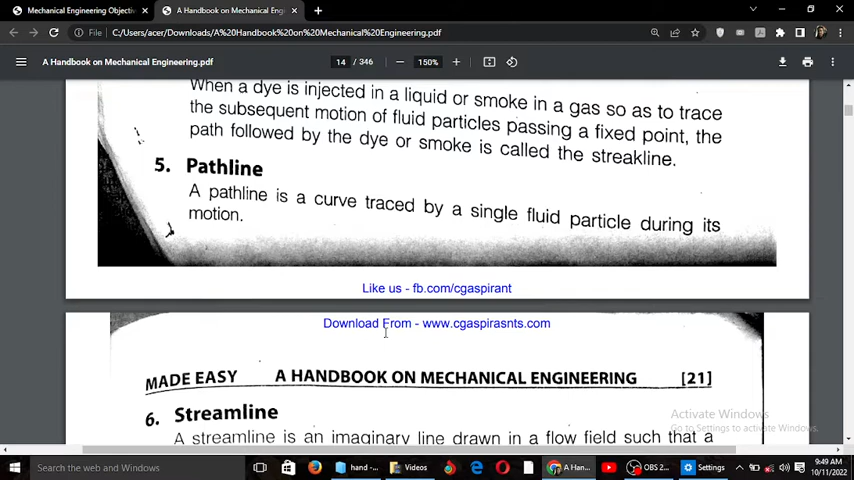 Mechanical Engineering Objectiv
A Handbook on Mechanical Engi
File
C:/Users/acer/Downloads/A%20Handbook%20on%20Mechanical%20Engineering.pdf
A Handbook on Mechanical Engineering.pdf
14 / 346
150%
When a dye is injected in a liquid or smoke in a gas so as to trace
the subsequent motion of fluid particles passing a fixed point, the
path followed by the dye or smoke is called the streakline.
5. Pathline
A pathline is a curve traced by a single fluid particle during its
motion.
Like us - fb.com/cgaspirant
Download From - www.cgaspirasnts.com
MADE EASY A HANDBOOK ON MECHANICAL ENGINEERING [21]
6. Streamline
A streamline is an imaginary line drawn in a flow field such that a
Activate Windows
Go to Settings to activate Windows.
Search the web and Windows
hand -...
Videos
A Han...
OBS 2...
Settings
9:49 AM
10/11/2022